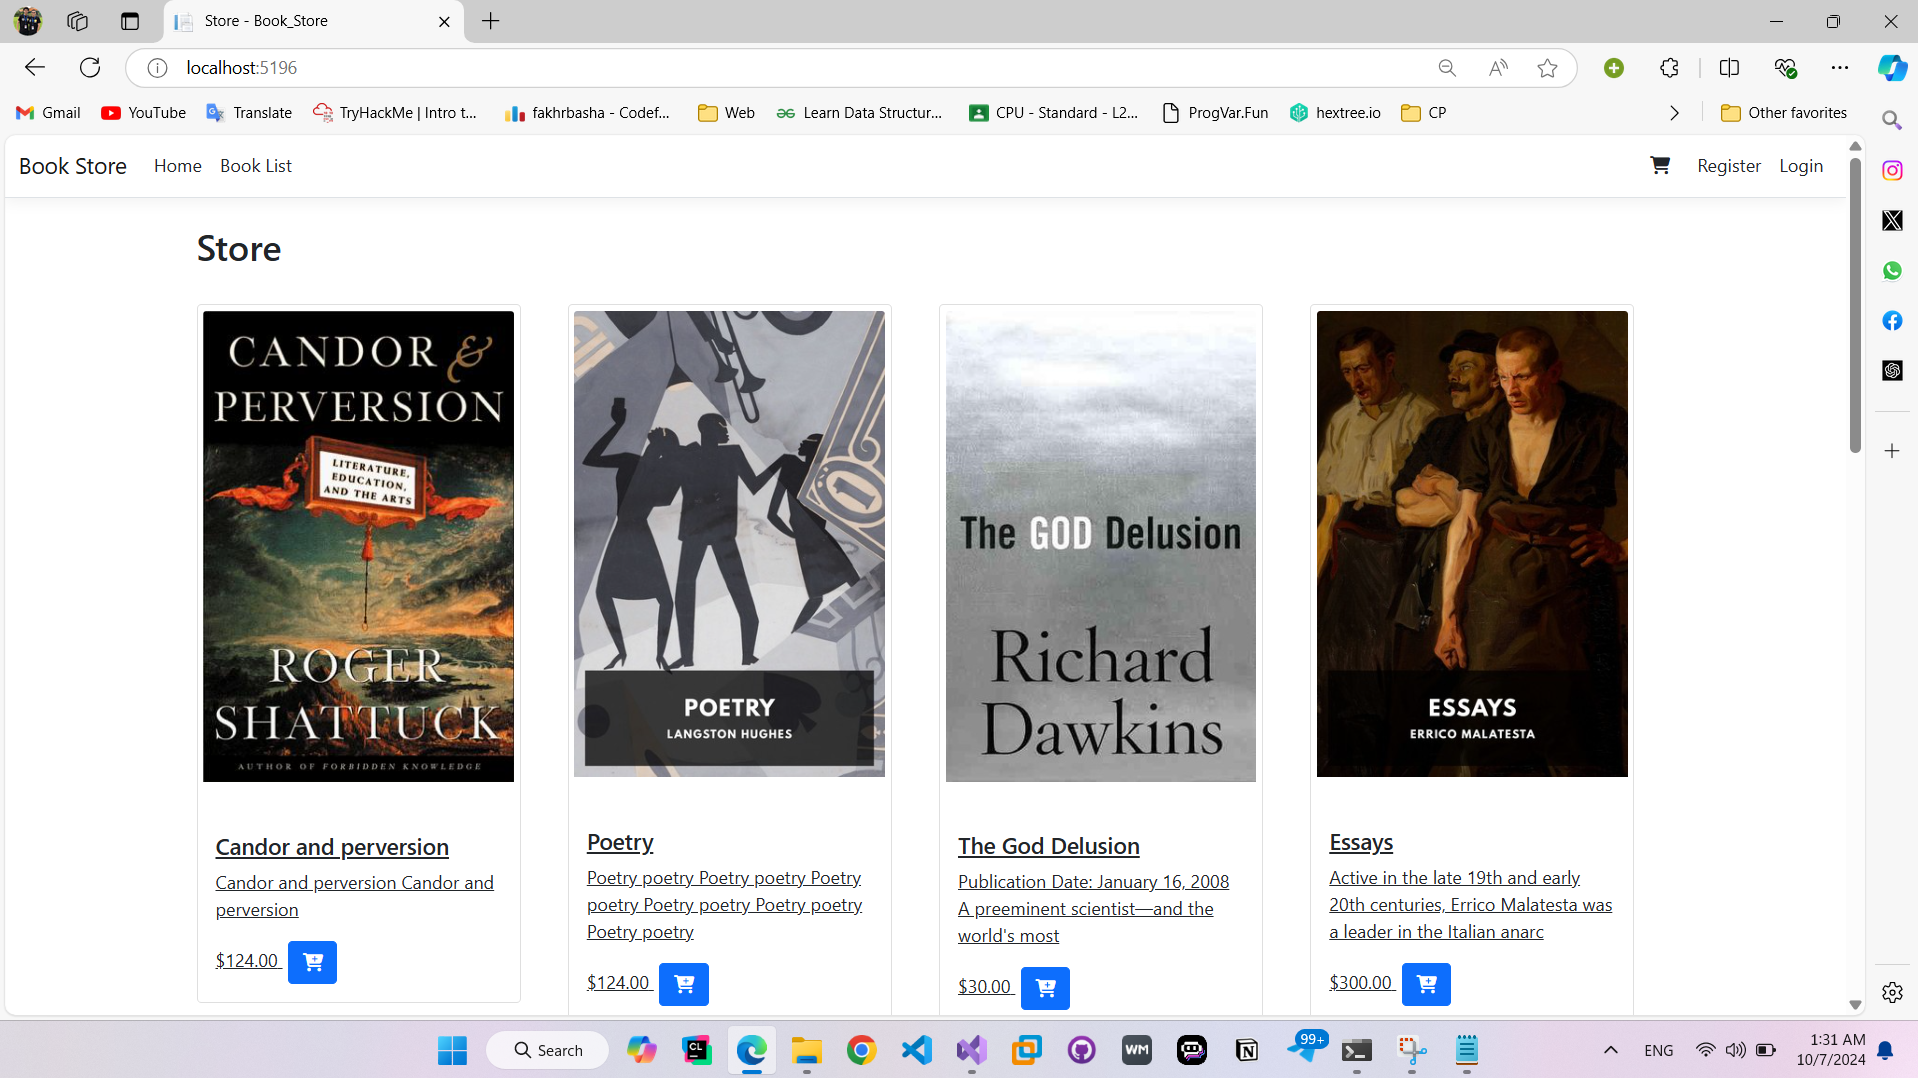 Store - Book_Store
localhost:5196
Gmail
YouTube
Translate
TryHackMe | Intro t...
fakhrbasha - Codef...
Web
Learn Data Structur...
CPU - Standard - L2...
ProgVar.Fun
hextree.io
CP
Other favorites
Book Store
Home
Book List
Register
Login
Store
CANDOR &
PERVERSION
LITERATURE,
EDUCATION,
AND THE ARTS
ROGER
SHATTUCK
AUTHOR OF FORBIDDEN KNOWLEDGE
Candor and perversion
Candor and perversion Candor and
perversion
$124.00
POETRY
LANGSTON HUGHES
Poetry
Poetry poetry Poetry poetry Poetry
poetry Poetry poetry Poetry poetry
Poetry poetry
$124.00
The GOD Delusion
Richard
Dawkins
The God Delusion
Publication Date: January 16, 2008
A preeminent scientist—and the
world's most
$30.00
ESSAYS
ERRICO MALATESTA
Essays
Active in the late 19th and early
20th centuries, Errico Malatesta was
a leader in the Italian anarc
$300.00
Search
CL
WM
99+
ENG
1:31 AM
10/7/2024